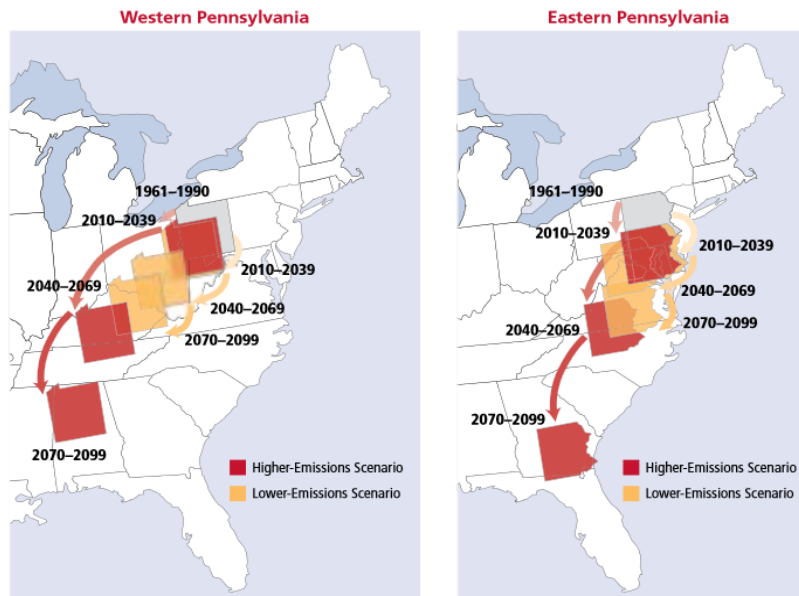 Western Pennsylvania
1961–1990
2010–2039
2010–2039
2040–2069
2040–2069
2070–2099
2070–2099
Higher-Emissions Scenario
Lower-Emissions Scenario
Eastern Pennsylvania
1961–1990
2010–2039
2010–2039
2040–2069
2040–2069
2070–2099
2070–2099
Higher-Emissions Scenario
Lower-Emissions Scenario